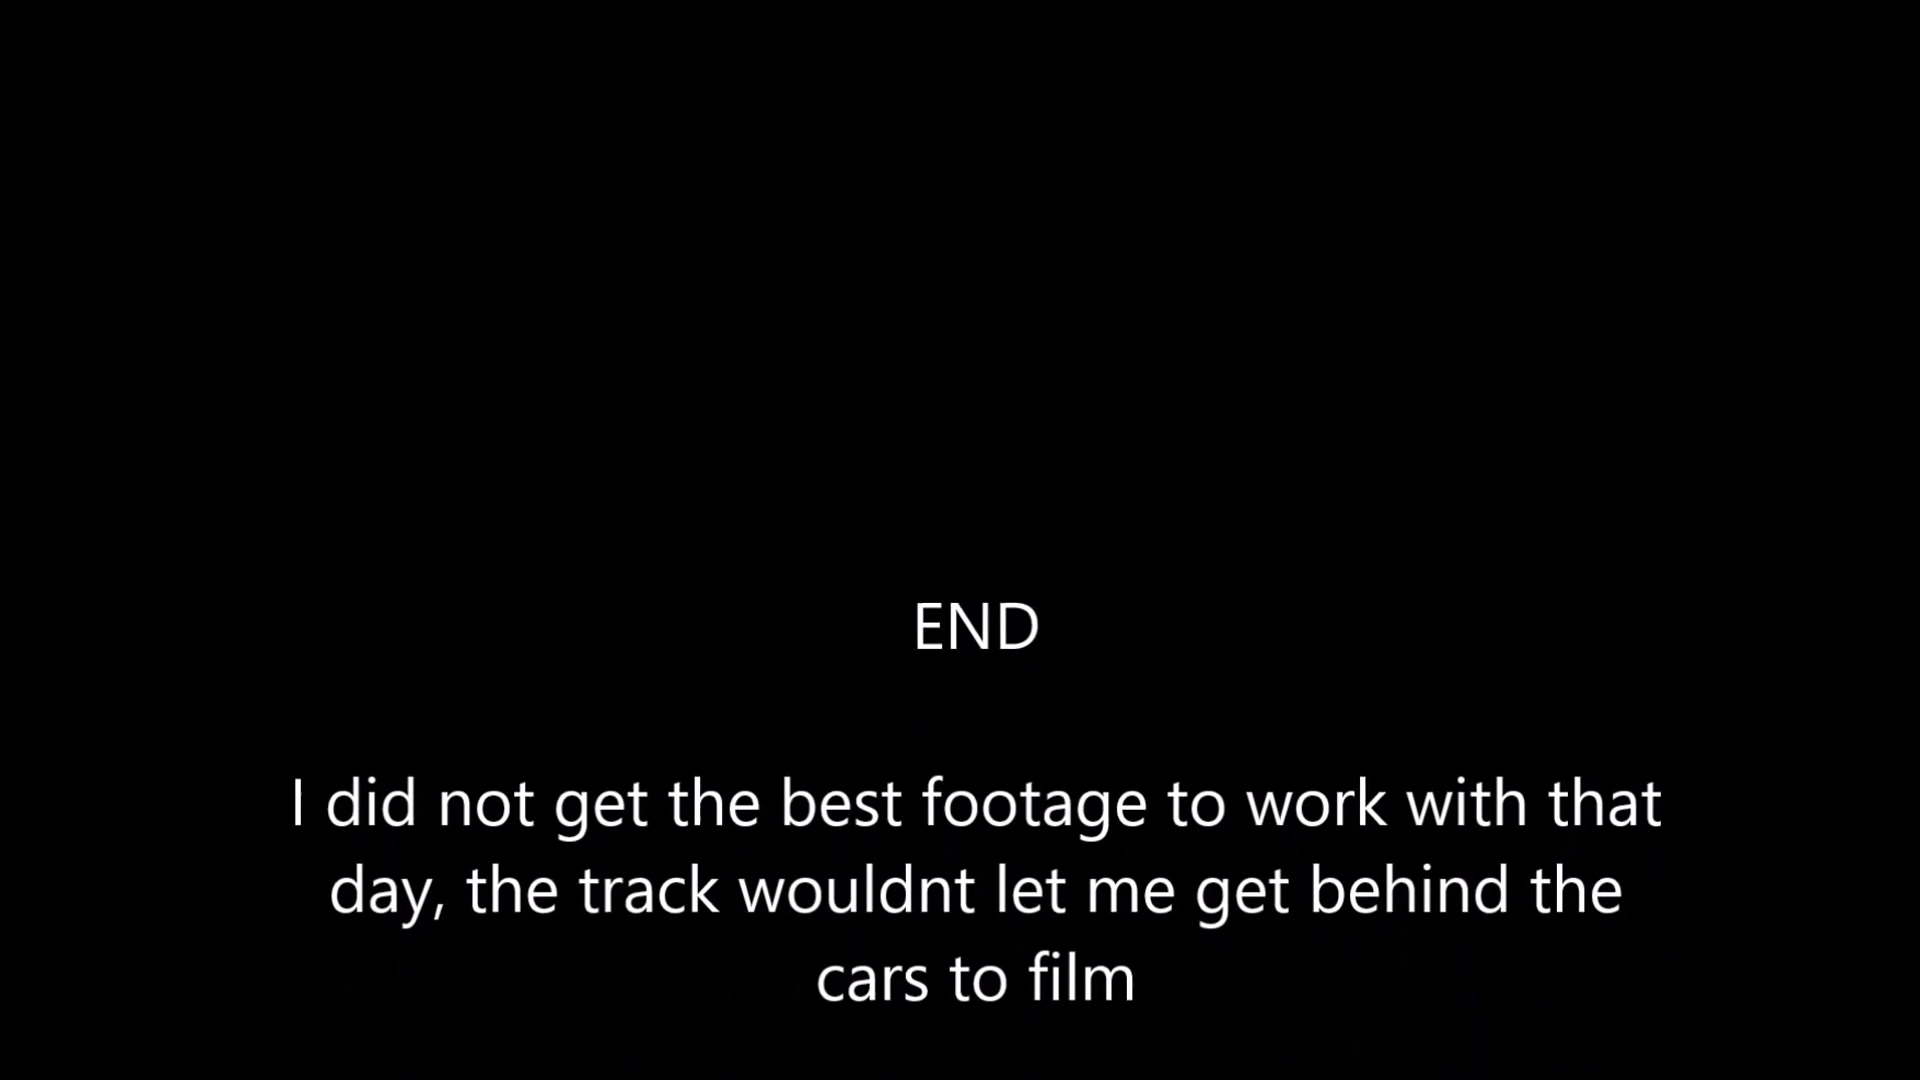 END
I did not get the best footage to work with that
day, the track wouldnt let me get behind the
cars to film